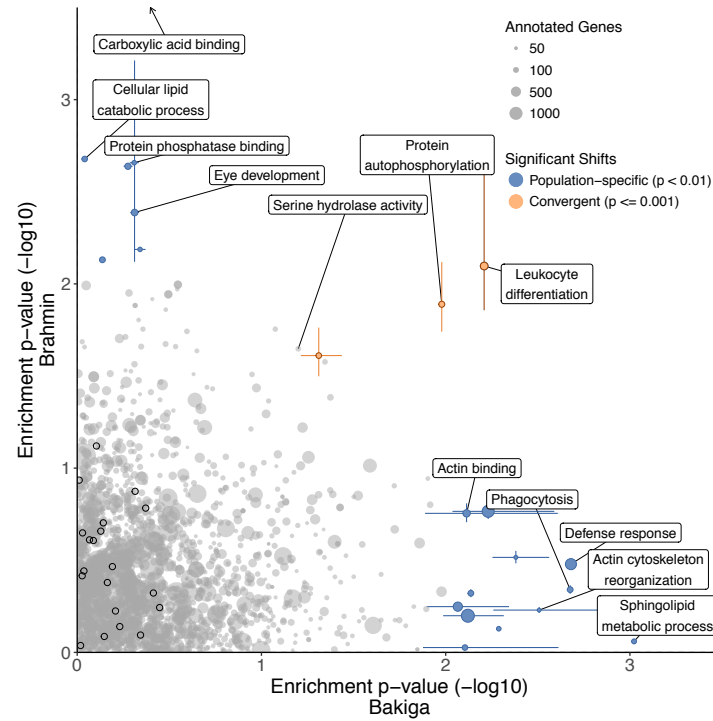 Carboxylic acid binding
Cellular lipid
catabolic process
Protein phosphatase binding
Eye development
Serine hydrolase activity
Protein
autophosphorylation
Leukocyte
differentiation
Annotated Genes
50
100
500
1000
Significant Shifts
Population−specific (p < 0.01)
Convergent (p <= 0.001)
Actin binding
Phagocytosis
Defense response
Actin cytoskeleton
reorganization
Sphingolipid
metabolic process
3
2
1
0
0
1
2
3
Enrichment p−value (−log10)
Brahmin
Enrichment p−value (−log10)
Bakiga